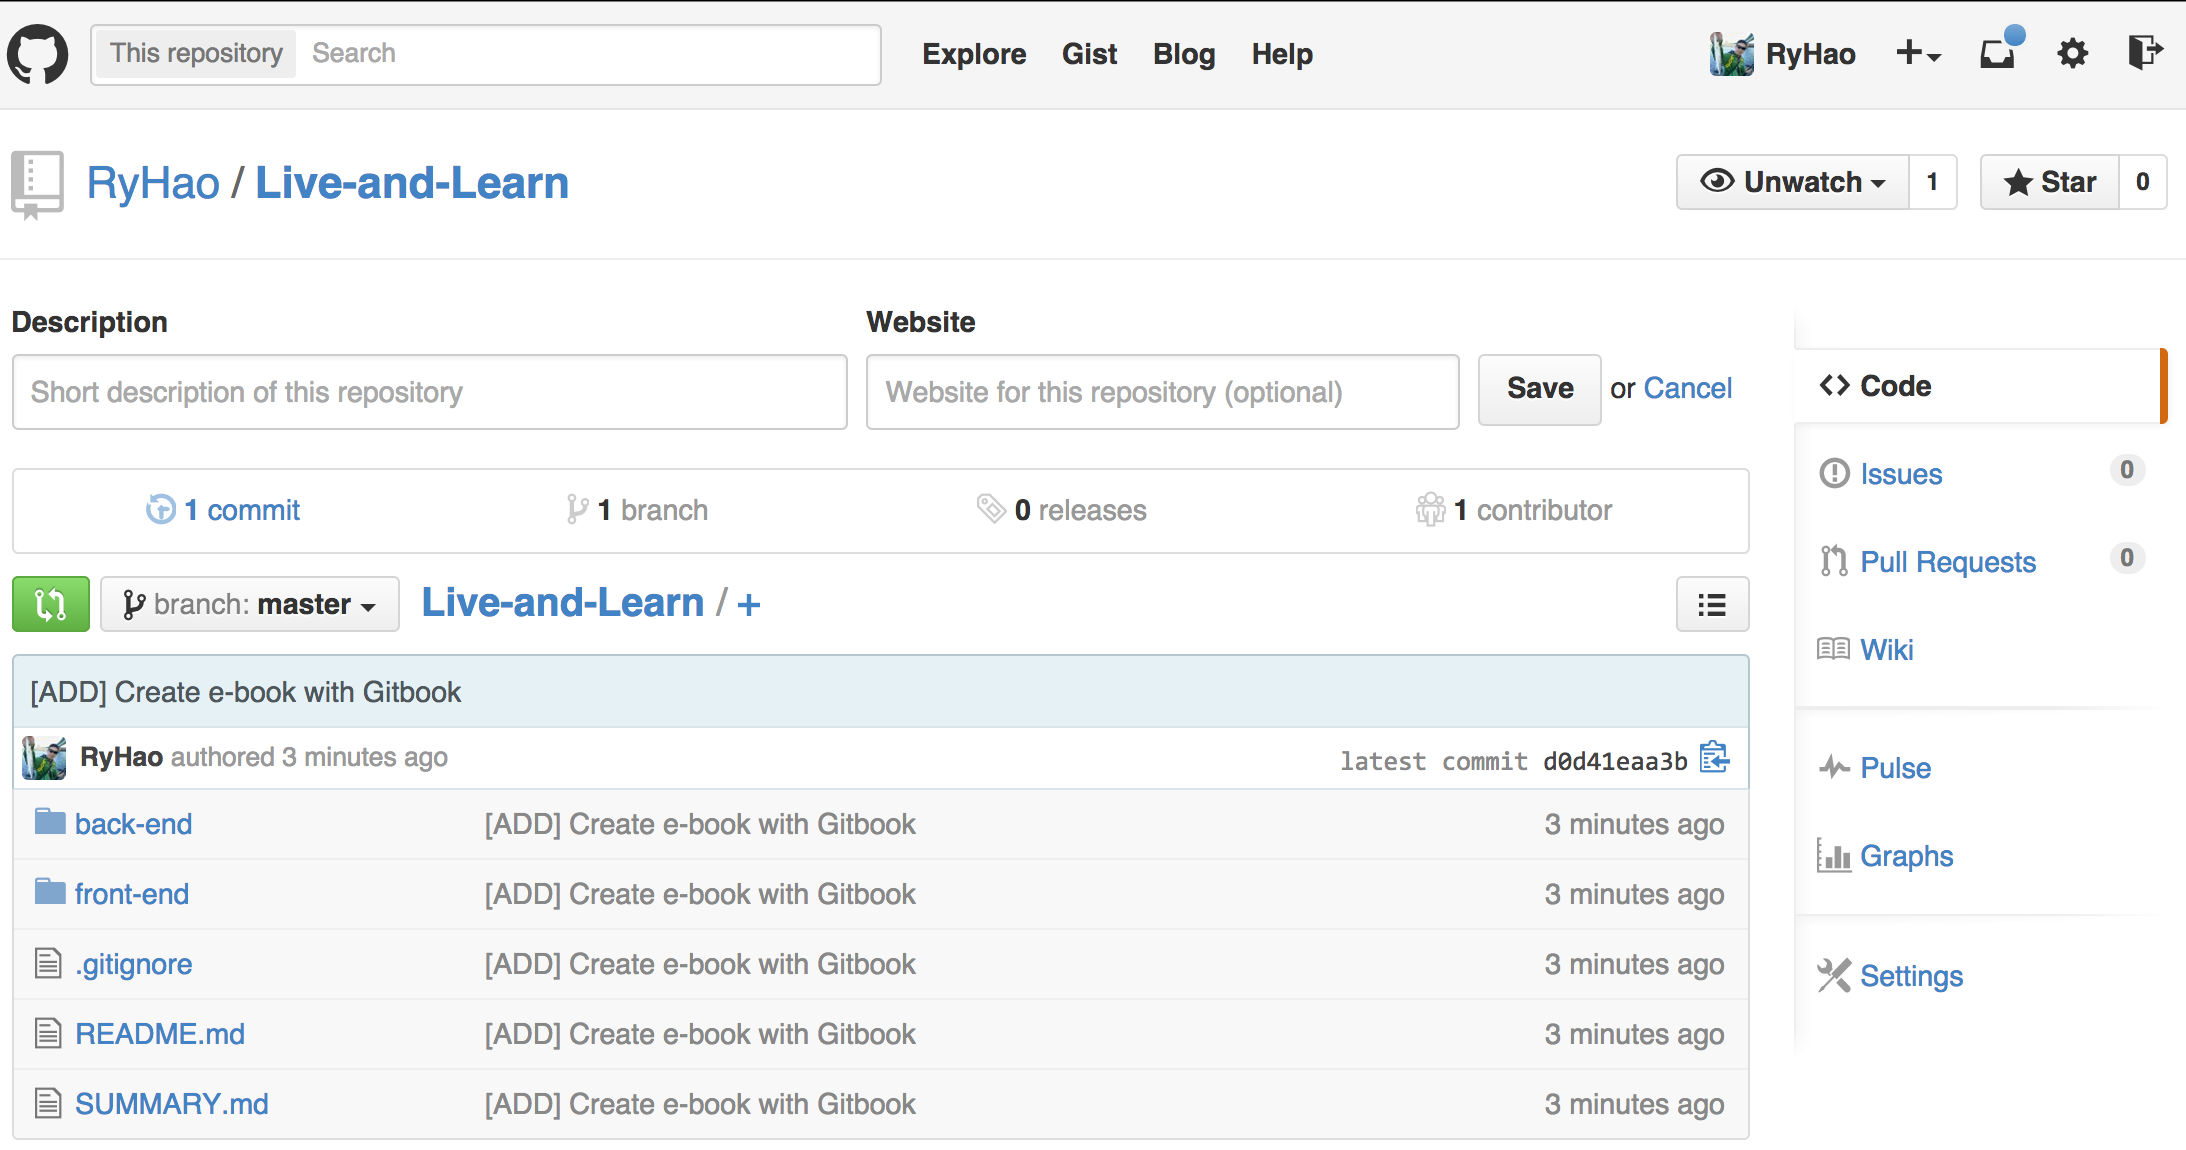 This repository Search Explore Gist Blog Help RyHao
RyHao / Live-and-Learn Unwatch 1 Star 0
Description Website
Short description of this repository Website for this repository (optional) Save or Cancel
1 commit 1 branch 0 releases 1 contributor
branch: master Live-and-Learn / +
[ADD] Create e-book with Gitbook
RyHao authored 3 minutes ago latest commit d0d41eaa3b
back-end [ADD] Create e-book with Gitbook 3 minutes ago
front-end [ADD] Create e-book with Gitbook 3 minutes ago
.gitignore [ADD] Create e-book with Gitbook 3 minutes ago
README.md [ADD] Create e-book with Gitbook 3 minutes ago
SUMMARY.md [ADD] Create e-book with Gitbook 3 minutes ago
Code
Issues 0
Pull Requests 0
Wiki
Pulse
Graphs
Settings